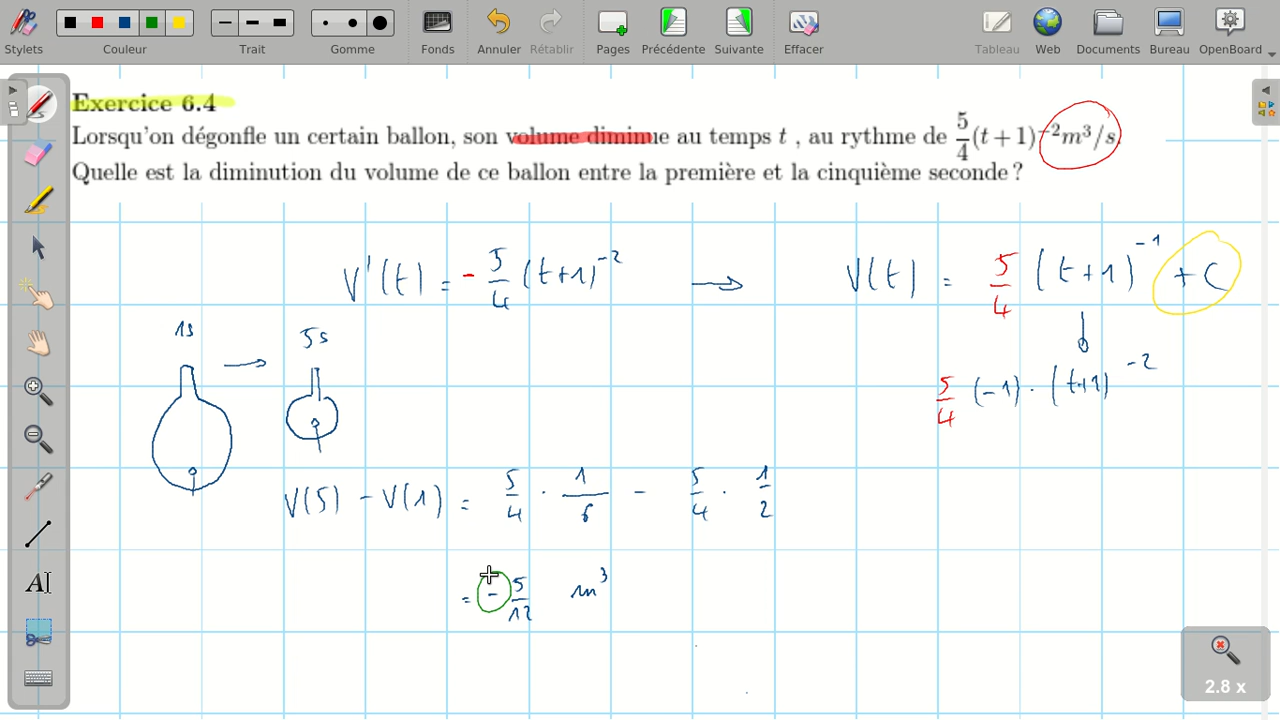 Stylets Couleur Trait Gomme Fonds Annuler Rétablir Pages Précédente Suivante Effacer Tableau Web Documents Bureau OpenBoard
Exercice 6.4
Lorsqu'on dégonfle un certain ballon, son volume diminue au temps t , au rythme de 5/4 (t + 1)^−2 m³/s.
Quelle est la diminution du volume de ce ballon entre la première et la cinquième seconde ?
V'(t) = - 5/4 (t+1)^-2 → V(t) = 5/4 (t+1)^-1 + C
1s → 5s
5/4 (-1) · (t+1)^-2
V(5) - V(1) = 5/4 · 1/6 - 5/4 · 1/2
= - 5/12 m³
A
2.8 x